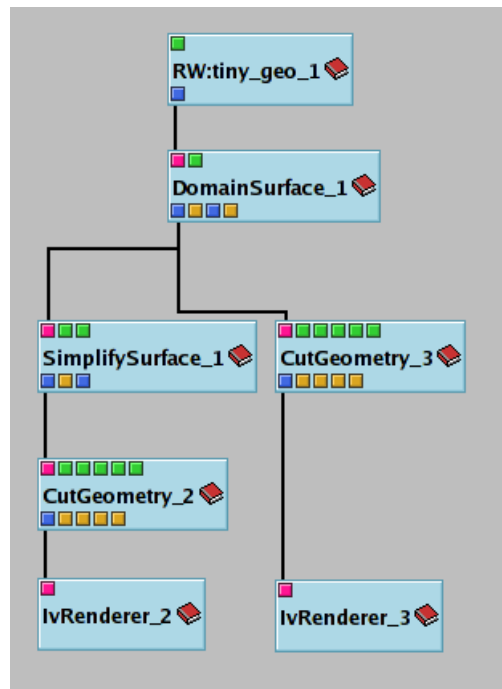 RW:tiny_geo_1
DomainSurface_1
SimplifySurface_1
CutGeometry_3
CutGeometry_2
IvRenderer_2
IvRenderer_3